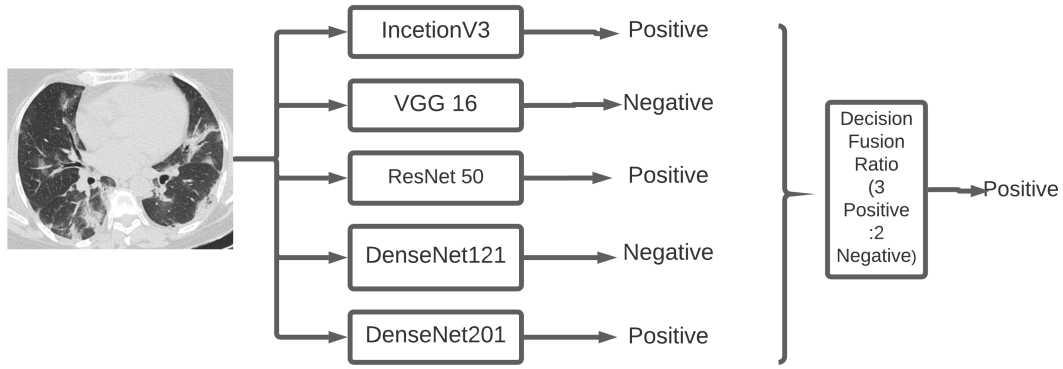 IncetionV3
Positive
VGG 16
Negative
ResNet 50
Positive
DenseNet121
Negative
DenseNet201
Positive
Decision
Fusion
Ratio
(3
Positive
:2
Negative)
Positive